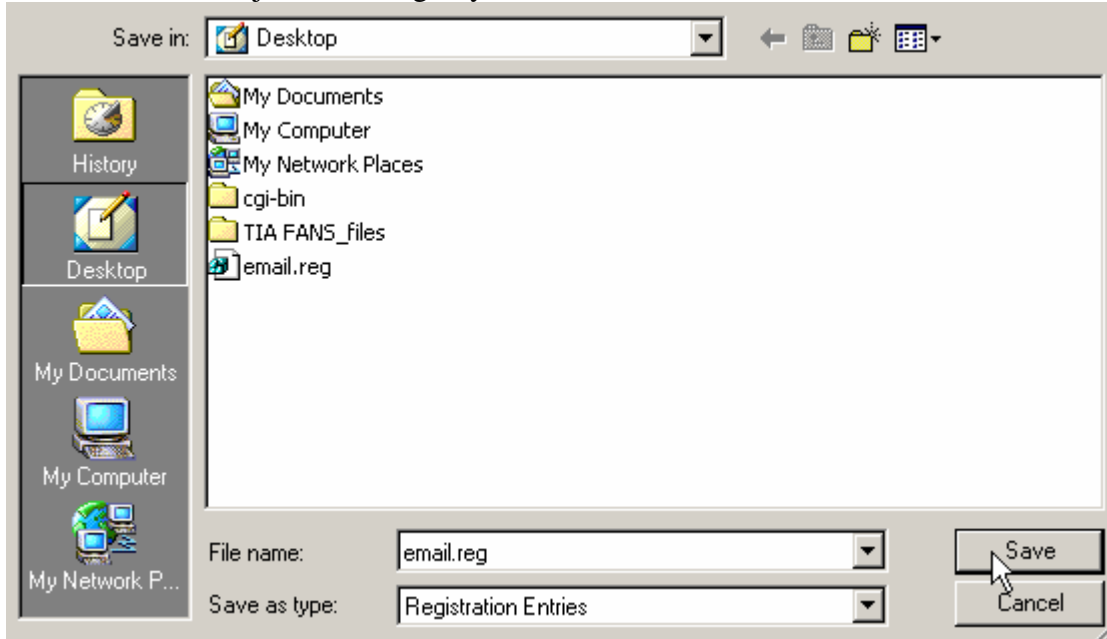 Save in:
Desktop
History
Desktop
My Documents
My Computer
My Network P...
My Documents
My Computer
My Network Places
cgi-bin
TIA FANS_files
email.reg
File name:
email.reg
Save
Save as type:
Registration Entries
Cancel